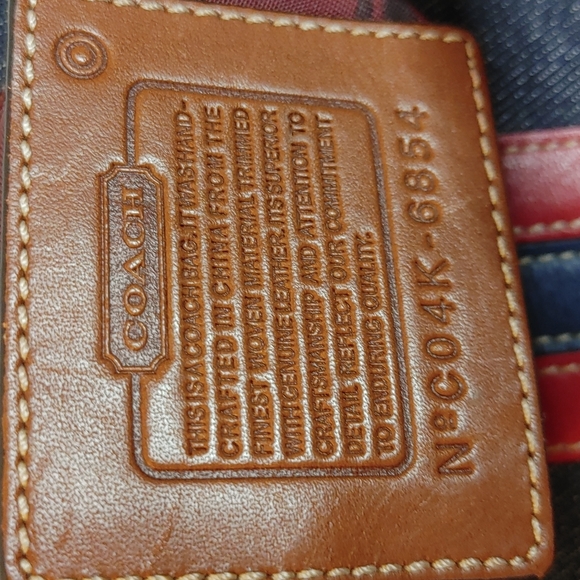 COACH
THIS IS A COACH BAG. IT WAS HAND-
CRAFTED IN CHINA FROM THE
FINEST WOVEN MATERIAL TRIMMED
WITH GENUINE LEATHER. ITS SUPERIOR
CRAFTSMANSHIP AND ATTENTION TO
DETAIL REFLECT OUR COMMITMENT
TO ENDURING QUALITY.
Nº C04K-6854